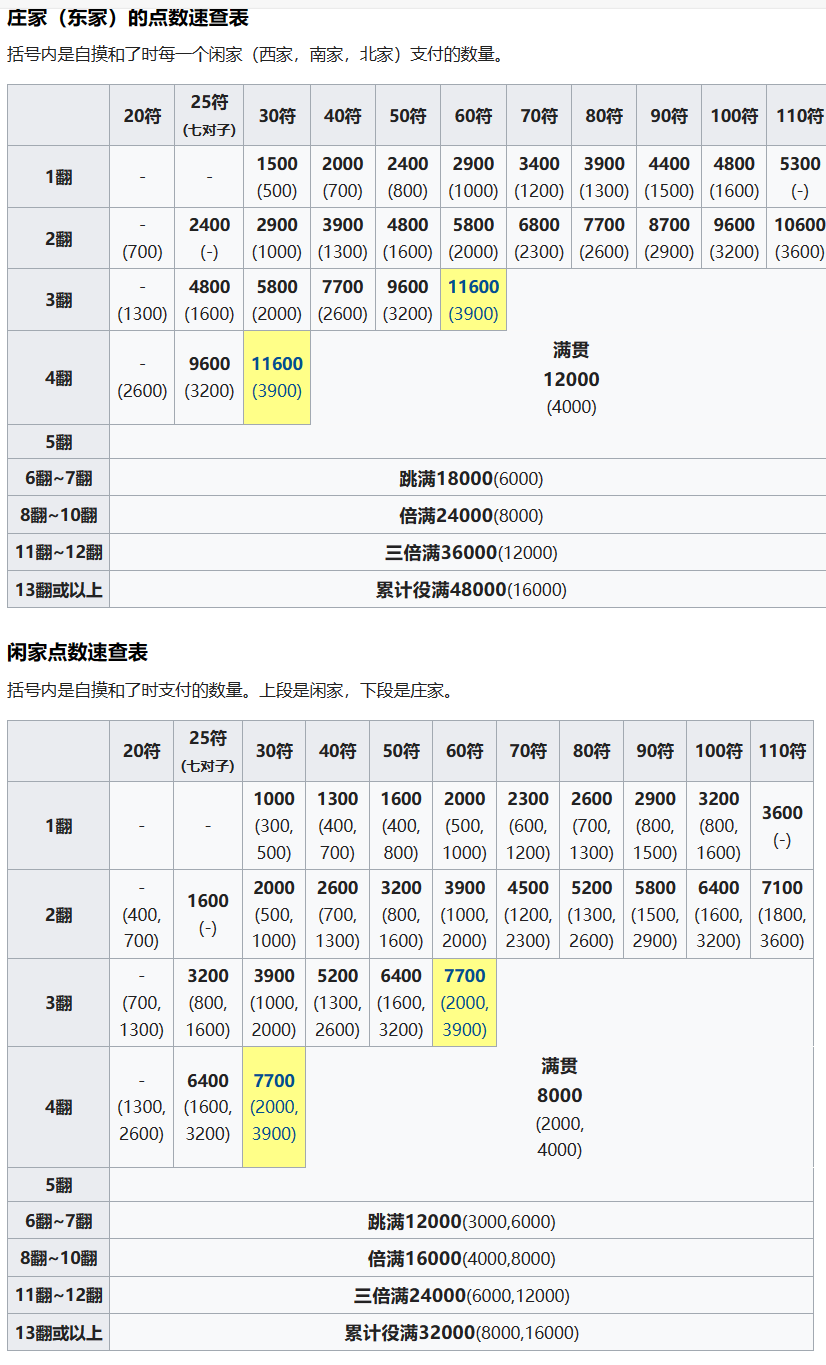 庄家（东家）的点数速查表
括号内是自摸和了时每一个闲家（西家，南家，北家）支付的数量。
20符 25符 (七对子) 30符 40符 50符 60符 70符 80符 90符 100符 110符
1翻 - - 1500 2000 2400 2900 3400 3900 4400 4800 5300
(500) (700) (800) (1000) (1200) (1300) (1500) (1600) (-)
2翻 - 2400 2900 3900 4800 5800 6800 7700 8700 9600 10600
(700) (-) (1000) (1300) (1600) (2000) (2300) (2600) (2900) (3200) (3600)
3翻 - 4800 5800 7700 9600 11600
(1300) (1600) (2000) (2600) (3200) (3900)
4翻 - 9600 11600
(2600) (3200) (3900)
满贯
12000
(4000)
5翻
6翻~7翻 跳满18000(6000)
8翻~10翻 倍满24000(8000)
11翻~12翻 三倍满36000(12000)
13翻或以上 累计役满48000(16000)
闲家点数速查表
括号内是自摸和了时支付的数量。上段是闲家，下段是庄家。
20符 25符 (七对子) 30符 40符 50符 60符 70符 80符 90符 100符 110符
1翻 - - 1000 1300 1600 2000 2300 2600 2900 3200 3600
(300, (400, (400, (500, (600, (700, (800, (800, (-)
500) 700) 800) 1000) 1200) 1300) 1500) 1600)
2翻 - 1600 2000 2600 3200 3900 4500 5200 5800 6400 7100
(400, (-) (500, (700, (800, (1000, (1200, (1300, (1500, (1600, (1800,
700) 1000) 1300) 1600) 2000) 2300) 2600) 2900) 3200) 3600)
3翻 - 3200 3900 5200 6400 7700
(700, (800, (1000, (1300, (1600, (2000,
1300) 1600) 2000) 2600) 3200) 3900)
4翻 - 6400 7700
(1300, (1600, (2000,
2600) 3200) 3900)
满贯
8000
(2000,
4000)
5翻
6翻~7翻 跳满12000(3000,6000)
8翻~10翻 倍满16000(4000,8000)
11翻~12翻 三倍满24000(6000,12000)
13翻或以上 累计役满32000(8000,16000)